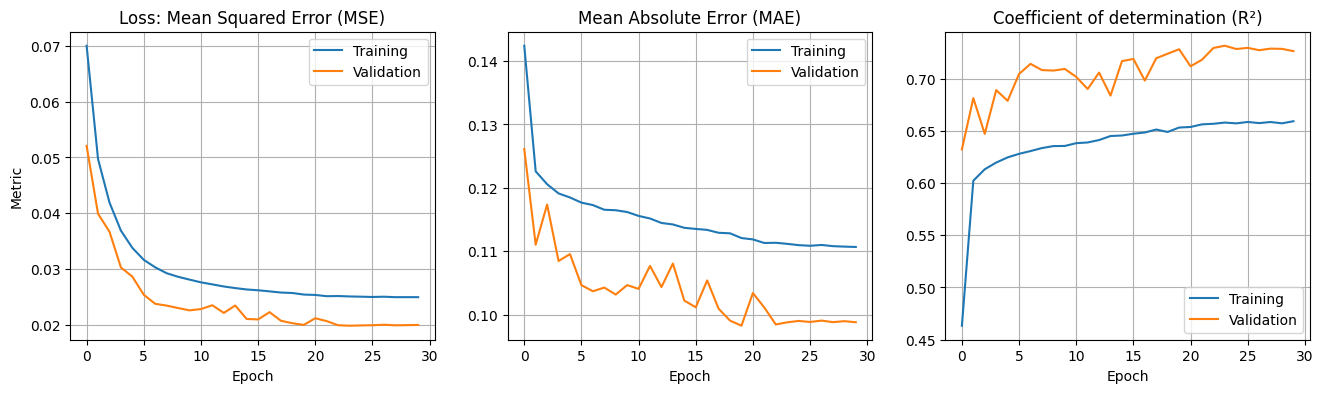 Loss: Mean Squared Error (MSE)
0.07
0.06
0.05
0.04
0.03
0.02
Metric
0 5 10 15 20 25 30
Epoch
Training
Validation
Mean Absolute Error (MAE)
0.14
0.13
0.12
0.11
0.10
0 5 10 15 20 25 30
Epoch
Training
Validation
Coefficient of determination (R²)
0.70
0.65
0.60
0.55
0.50
0.45
0 5 10 15 20 25 30
Epoch
Training
Validation